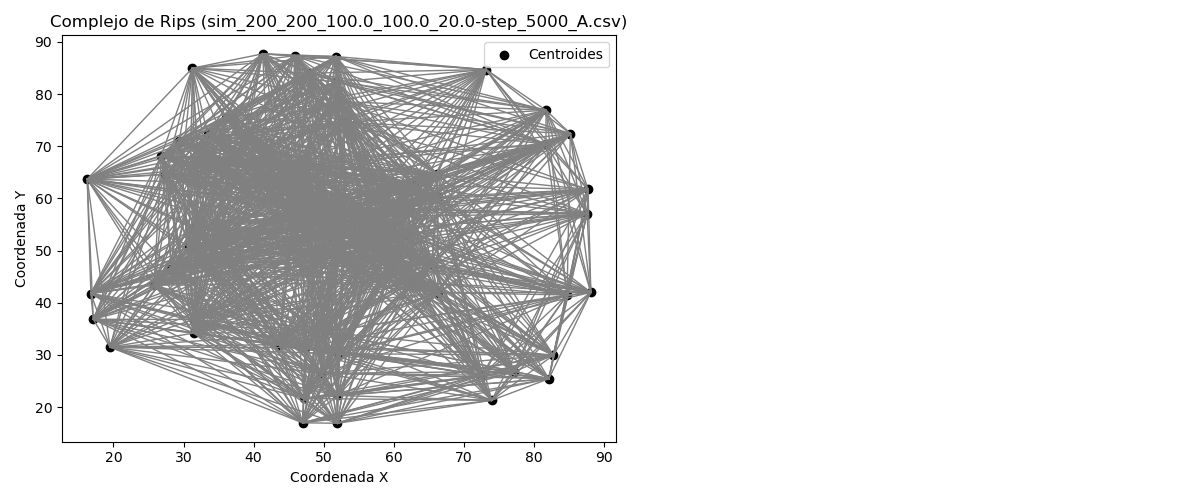 Complejo de Rips (sim_200_200_100.0_100.0_20.0-step_5000_A.csv)
Centroides
90
80
70
60
50
40
30
20
Coordenada Y
20 30 40 50 60 70 80 90
Coordenada X